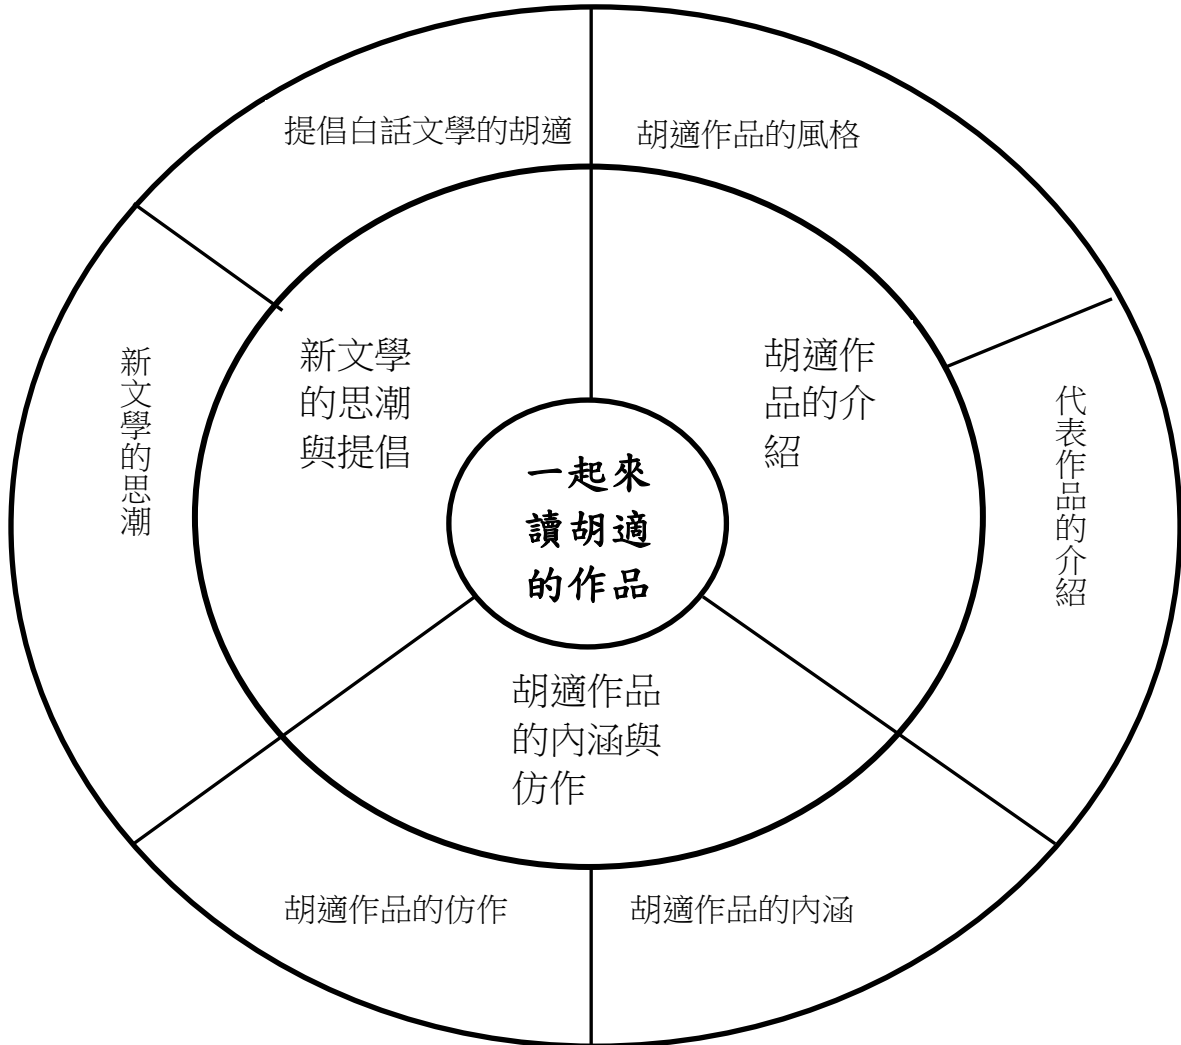 提倡白話文學的胡適
胡適作品的風格
新文學的思潮
新文學
的思潮
與提倡
胡適作
品的介
紹
代表作品的介紹
一起來
讀胡適
的作品
胡適作品
的內涵與
仿作
胡適作品的仿作
胡適作品的內涵